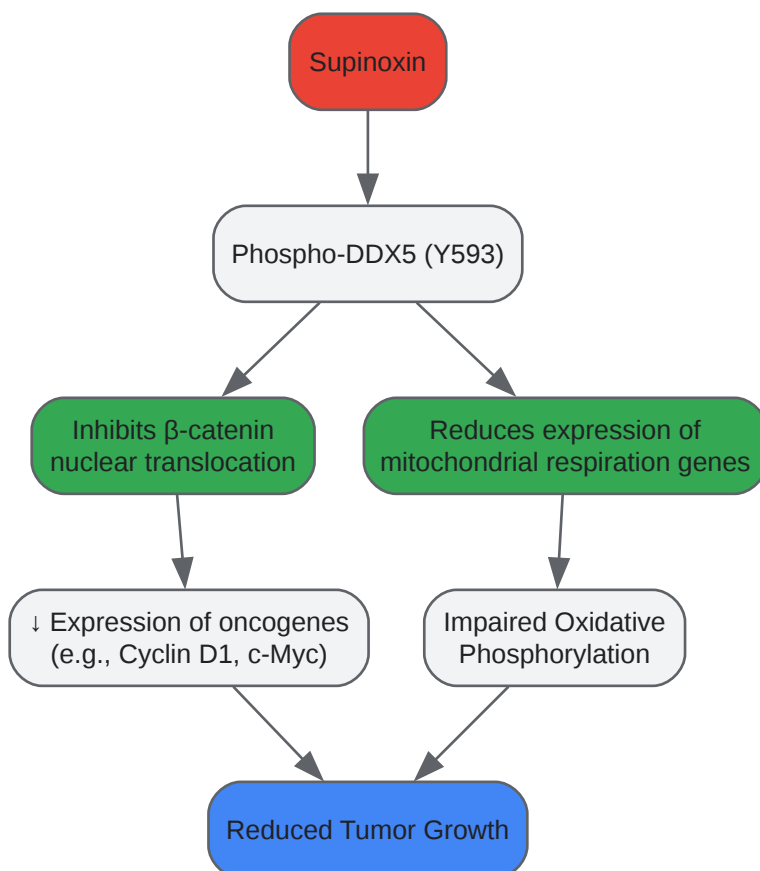 Supinoxin
Phospho-DDX5 (Y593)
Inhibits β-catenin
nuclear translocation
Reduces expression of
mitochondrial respiration genes
↓ Expression of oncogenes
(e.g., Cyclin D1, c-Myc)
Impaired Oxidative
Phosphorylation
Reduced Tumor Growth